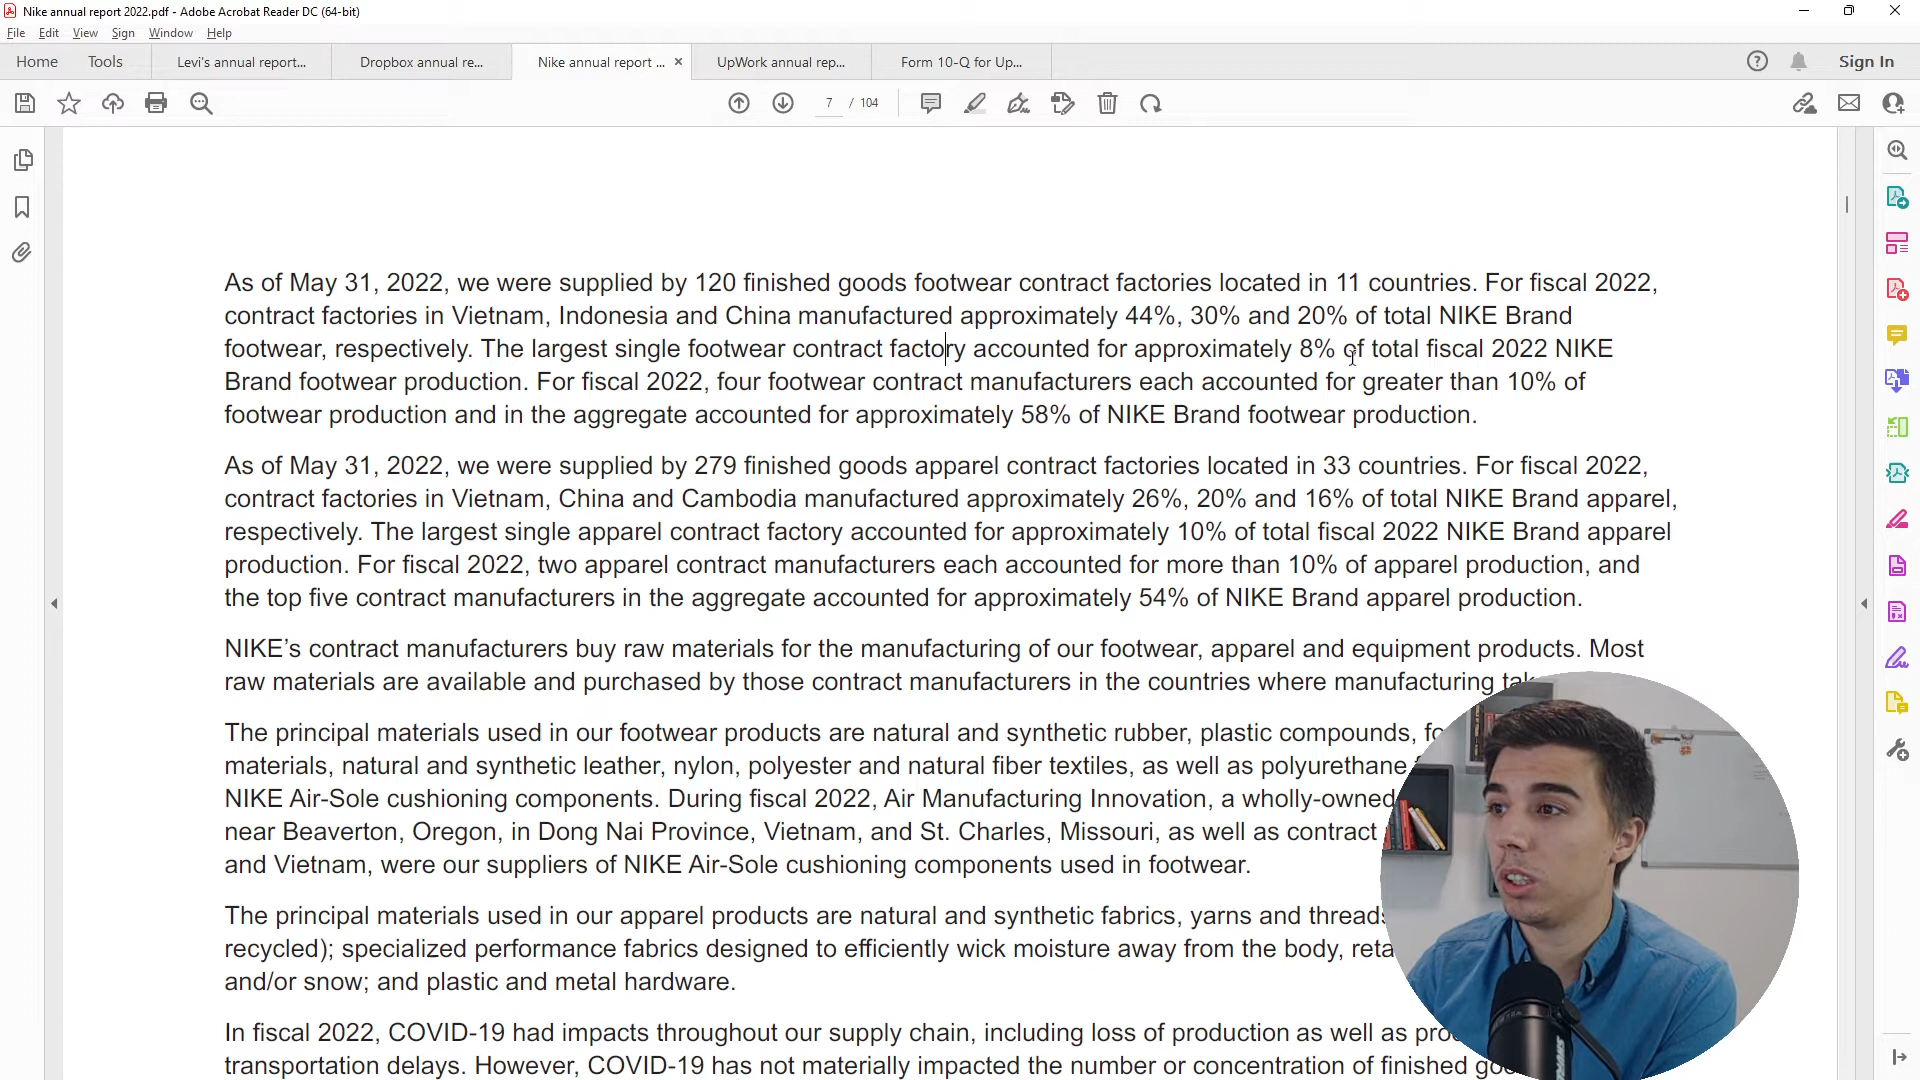 Nike annual report 2022.pdf - Adobe Acrobat Reader DC (64-bit)
File Edit View Sign Window Help
Home Tools Levi's annual report... Dropbox annual re... Nike annual report ... × UpWork annual rep... Form 10-Q for Up... Sign In
7 / 104
As of May 31, 2022, we were supplied by 120 finished goods footwear contract factories located in 11 countries. For fiscal 2022,
contract factories in Vietnam, Indonesia and China manufactured approximately 44%, 30% and 20% of total NIKE Brand
footwear, respectively. The largest single footwear contract factory accounted for approximately 8% of total fiscal 2022 NIKE
Brand footwear production. For fiscal 2022, four footwear contract manufacturers each accounted for greater than 10% of
footwear production and in the aggregate accounted for approximately 58% of NIKE Brand footwear production.
As of May 31, 2022, we were supplied by 279 finished goods apparel contract factories located in 33 countries. For fiscal 2022,
contract factories in Vietnam, China and Cambodia manufactured approximately 26%, 20% and 16% of total NIKE Brand apparel,
respectively. The largest single apparel contract factory accounted for approximately 10% of total fiscal 2022 NIKE Brand apparel
production. For fiscal 2022, two apparel contract manufacturers each accounted for more than 10% of apparel production, and
the top five contract manufacturers in the aggregate accounted for approximately 54% of NIKE Brand apparel production.
NIKE’s contract manufacturers buy raw materials for the manufacturing of our footwear, apparel and equipment products. Most
raw materials are available and purchased by those contract manufacturers in the countries where manufacturing
The principal materials used in our footwear products are natural and synthetic rubber, plastic compounds,
materials, natural and synthetic leather, nylon, polyester and natural fiber textiles, as well as polyurethane
NIKE Air-Sole cushioning components. During fiscal 2022, Air Manufacturing Innovation, a wholly-owned
near Beaverton, Oregon, in Dong Nai Province, Vietnam, and St. Charles, Missouri, as well as contract
and Vietnam, were our suppliers of NIKE Air-Sole cushioning components used in footwear.
The principal materials used in our apparel products are natural and synthetic fabrics, yarns and threads
recycled); specialized performance fabrics designed to efficiently wick moisture away from the body,
and/or snow; and plastic and metal hardware.
In fiscal 2022, COVID-19 had impacts throughout our supply chain, including loss of production as well as
transportation delays. However, COVID-19 has not materially impacted the number or concentration of finished